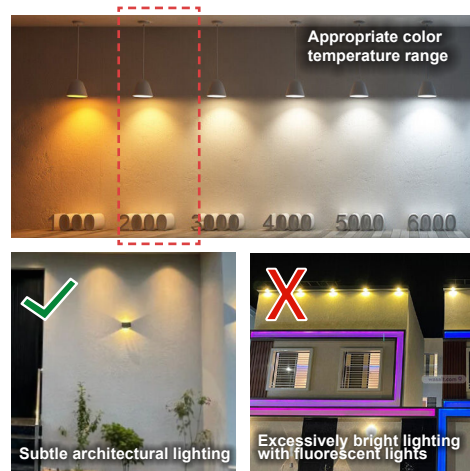 Appropriate color
temperature range
1000 2000 3000 4000 5000 6000
Subtle architectural lighting
Excessively bright lighting
with fluorescent lights